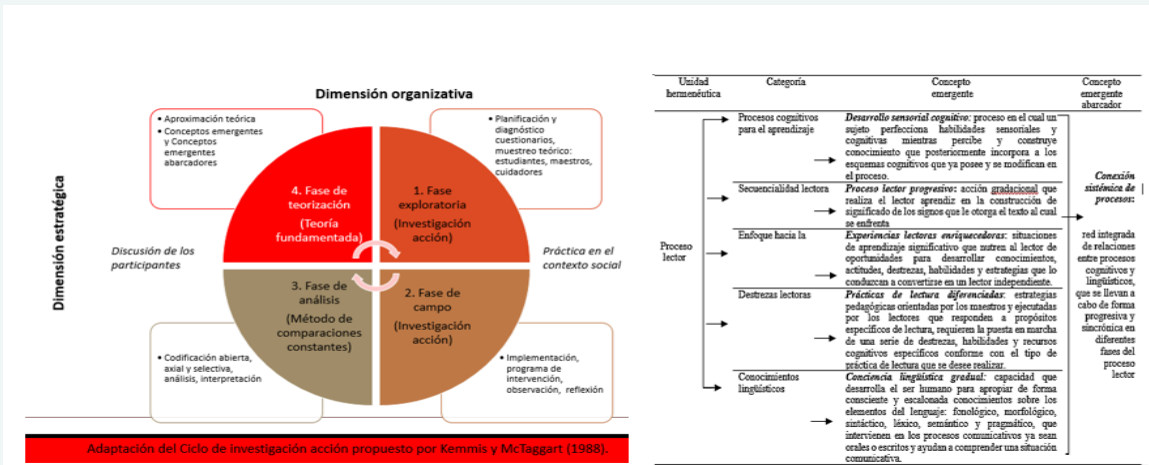 Dimensión organizativa
• Aproximación teórica
• Conceptos emergentes
y Conceptos
emergentes
abarcadores
• Planificación y
diagnóstico
cuestionarios,
muestreo teórico:
estudiantes, maestros,
cuidadores
4. Fase de
teorización
(Teoría
fundamentada)
1. Fase
exploratoria
(Investigación
acción)
Dimensión estratégica
Discusión de los
participantes
Práctica en el
contexto social
3. Fase de
análisis
(Método de
comparaciones
constantes)
2. Fase de
campo
(Investigación
acción)
• Codificación abierta,
axial y selectiva,
análisis, interpretación
• Implementación,
programa de
intervención,
observación, reflexión
Adaptación del Ciclo de investigación acción propuesto por Kemmis y McTaggart (1988).
Unidad
hermenéutica
Categoría
Concepto
emergente
Concepto
emergente
abarcador
Proceso
lector
Procesos cognitivos
para el aprendizaje
Desarrollo sensorial cognitivo: proceso en el cual un
sujeto perfecciona habilidades sensoriales y
cognitivas mientras percibe y construye
conocimiento que posteriormente incorpora a los
esquemas cognitivos que ya posee y se modifican en
el proceso.
Secuencialidad lectora
Proceso lector progresivo: acción gradacional que
realiza el lector aprendiz en la construcción de
significado de los signos que le otorga el texto al cual
se enfrenta
Enfoque hacia la
Experiencias lectoras enriquecedoras: situaciones
de aprendizaje significativo que nutren al lector de
oportunidades para desarrollar conocimientos,
actitudes, destrezas, habilidades y estrategias que lo
conduzcan a convertirse en un lector independiente.
Destrezas lectoras
Prácticas de lectura diferenciadas: estrategias
pedagógicas orientadas por los maestros y ejecutadas
por los lectores que responden a propósitos
específicos de lectura, requieren la puesta en marcha
de una serie de destrezas, habilidades y recursos
cognitivos específicos conforme con el tipo de
práctica de lectura que se desee realizar.
Conocimientos
lingüísticos
Conciencia lingüística gradual: capacidad que
desarrolla el ser humano para apropiar de forma
consciente y escalonada conocimientos sobre los
elementos del lenguaje: fonológico, morfológico,
sintáctico, léxico, semántico y pragmático, que
intervienen en los procesos comunicativos ya sean
orales o escritos y ayudan a comprender una situación
comunicativa.
Conexión
sistémica de
procesos:
red integrada
de relaciones
entre procesos
cognitivos y
lingüísticos,
que se llevan a
cabo de forma
progresiva y
sincrónica en
diferentes
fases del
proceso
lector